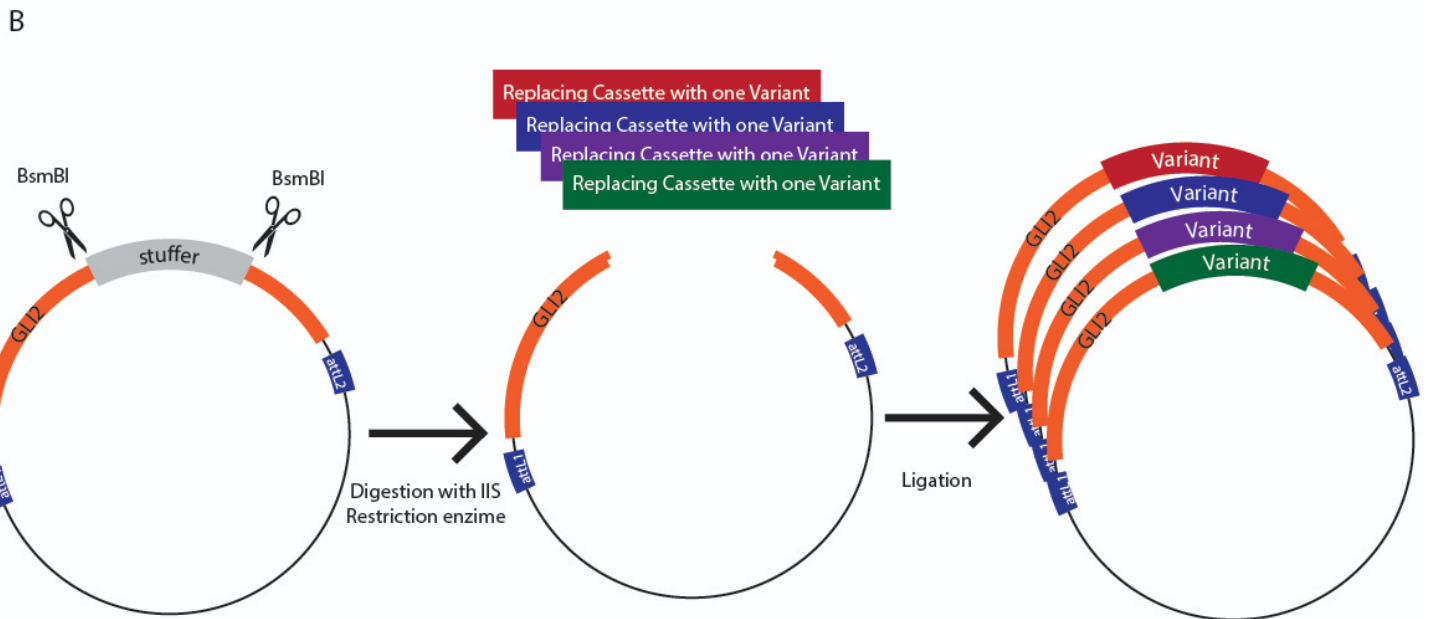 B
Replacing Cassette with one Variant
Replacing Cassette with one Variant
Replacing Cassette with one Variant
Replacing Cassette with one Variant
BsmBI
BsmBI
stuffer
GLI2
attL2
GLI2
attL2
attL1
Digestion with IIS
Restriction enzime
Ligation
Variant
Variant
Variant
Variant
GLI2
GLI2
GLI2
GLI2
attL1
attL1
attL2